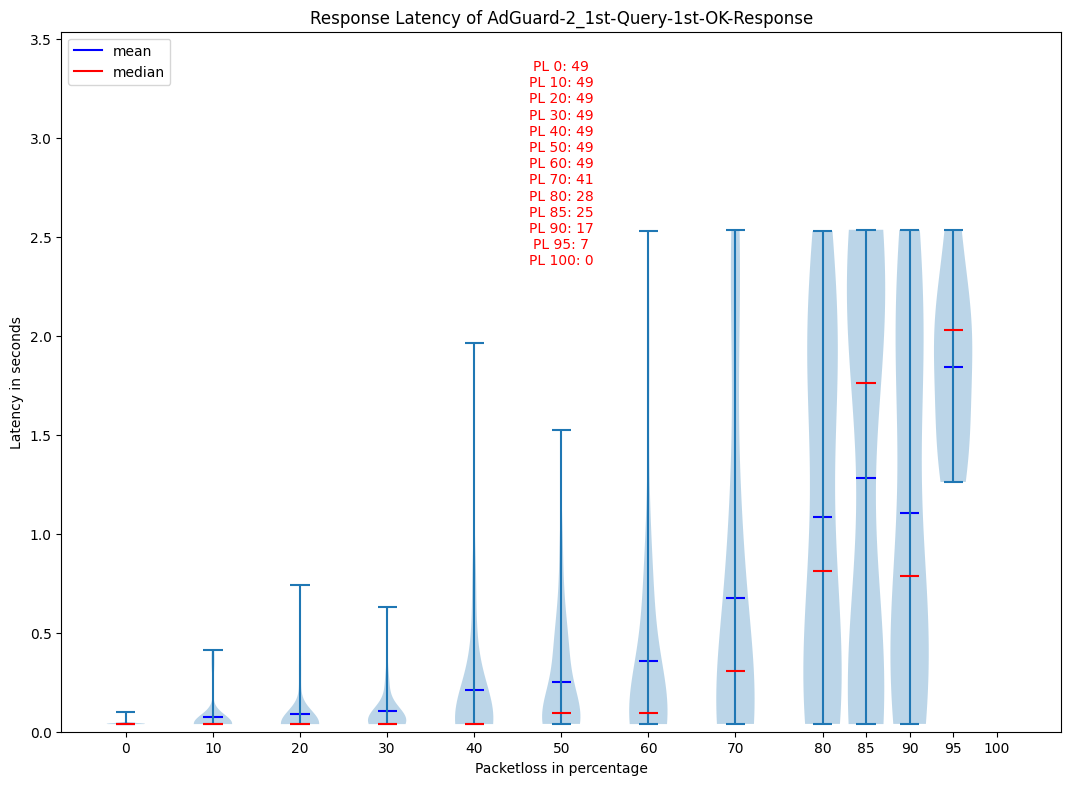 Response Latency of AdGuard-2_1st-Query-1st-OK-Response
mean
median
PL 0: 49
PL 10: 49
PL 20: 49
PL 30: 49
PL 40: 49
PL 50: 49
PL 60: 49
PL 70: 41
PL 80: 28
PL 85: 25
PL 90: 17
PL 95: 7
PL 100: 0
Latency in seconds
3.5
3.0
2.5
2.0
1.5
1.0
0.5
0.0
0 10 20 30 40 50 60 70 80 85 90 95 100
Packetloss in percentage